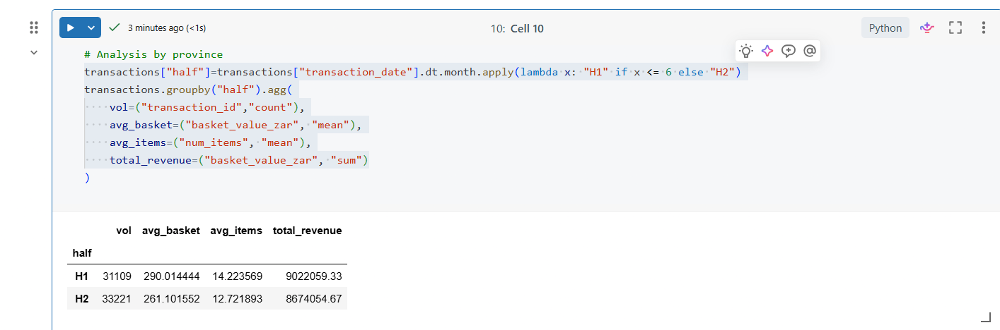 3 minutes ago (<1s)
10: Cell 10
Python
# Analysis by province
transactions["half"]=transactions["transaction_date"].dt.month.apply(lambda x: "H1" if x <= 6 else "H2")
transactions.groupby("half").agg(
    vol=("transaction_id","count"),
    avg_basket=("basket_value_zar", "mean"),
    avg_items=("num_items", "mean"),
    total_revenue=("basket_value_zar", "sum")
)
vol avg_basket avg_items total_revenue
half
H1 31109 290.014444 14.223569 9022059.33
H2 33221 261.101552 12.721893 8674054.67